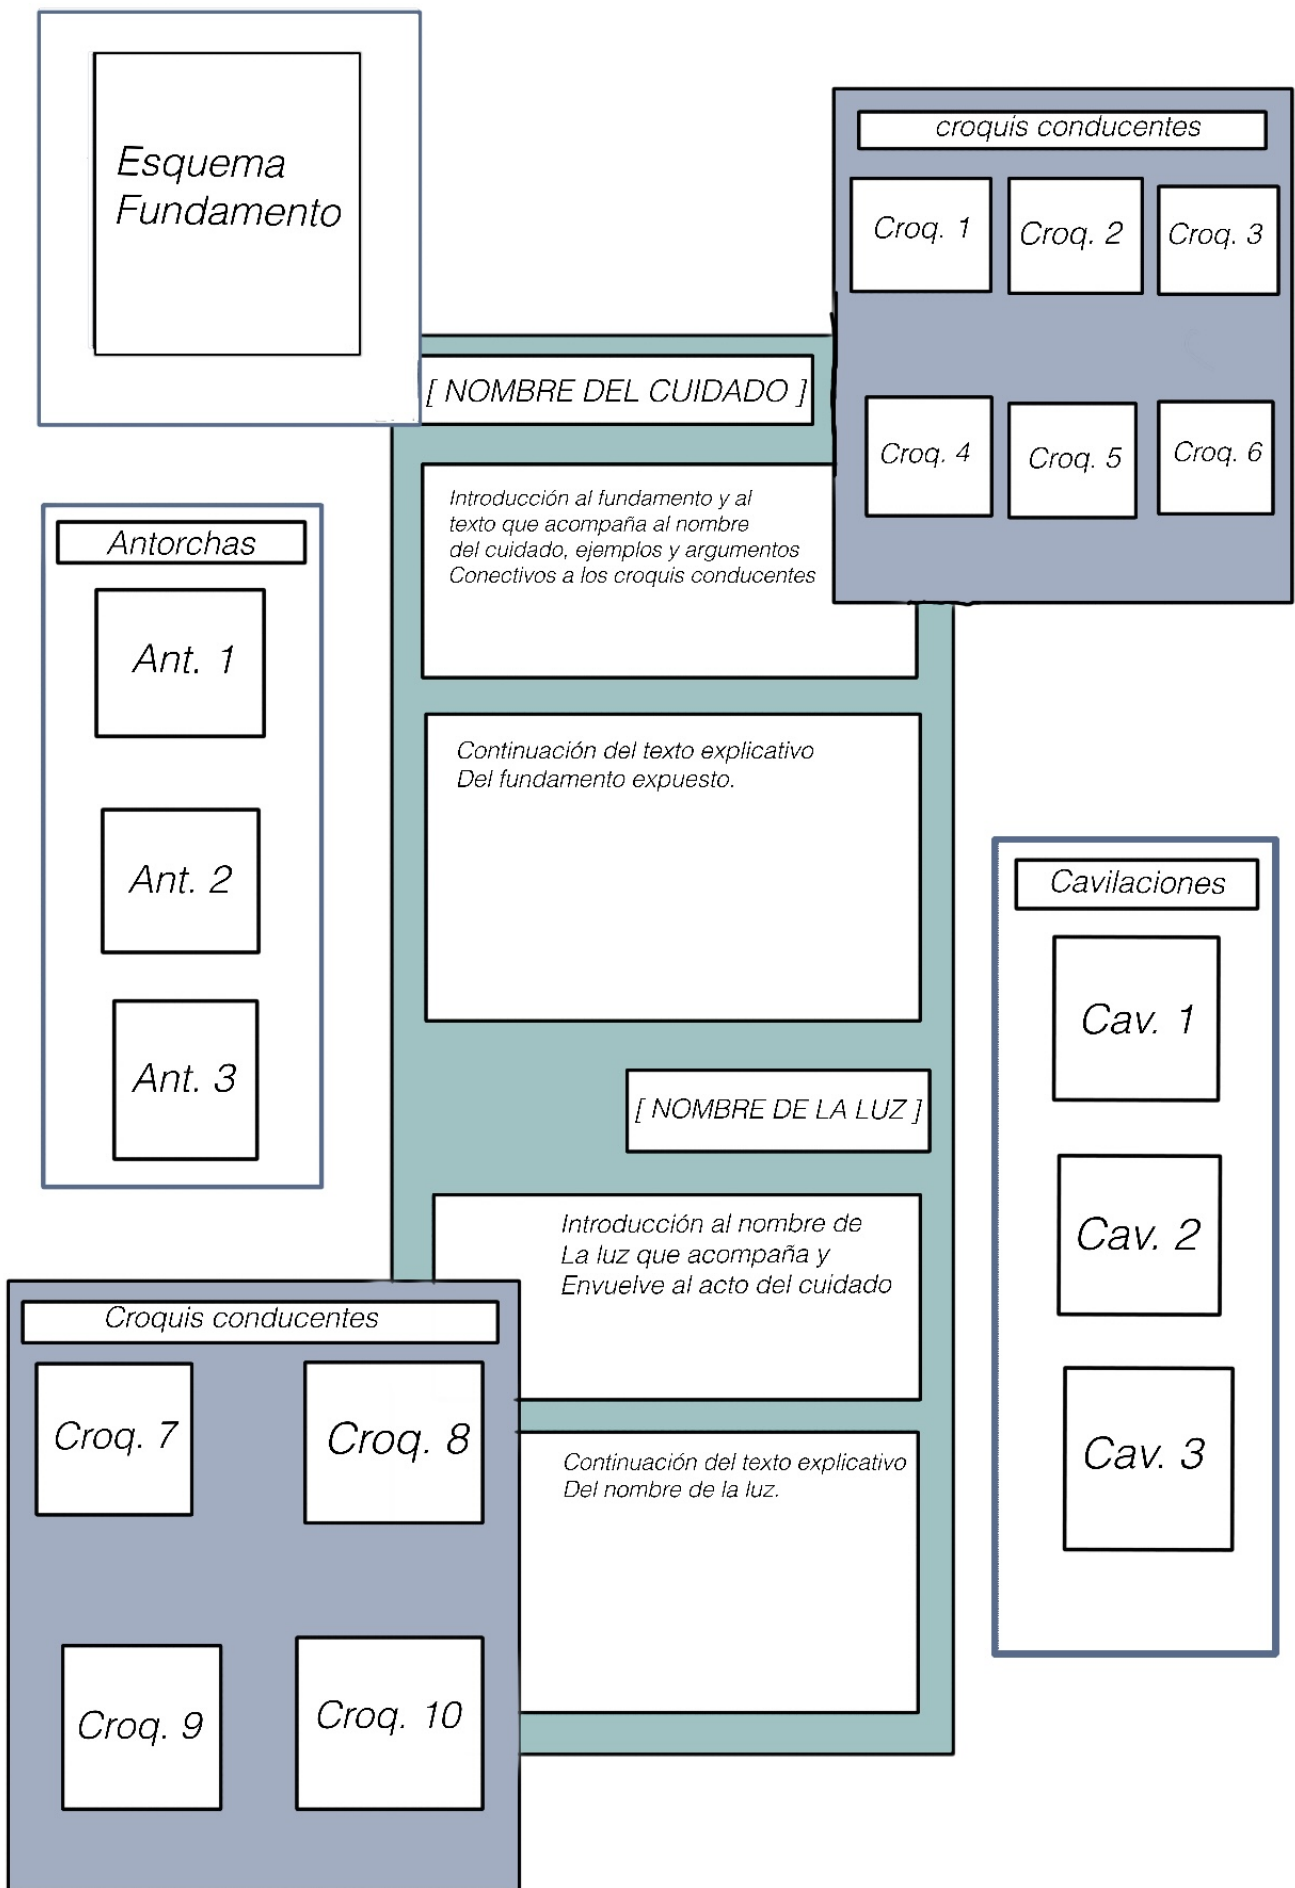 Esquema
Fundamento
croquis conducentes
Croq. 1
Croq. 2
Croq. 3
Croq. 4
Croq. 5
Croq. 6
[ NOMBRE DEL CUIDADO ]
Introducción al fundamento y al
texto que acompaña al nombre
del cuidado, ejemplos y argumentos
Conectivos a los croquis conducentes
Antorchas
Ant. 1
Ant. 2
Ant. 3
Continuación del texto explicativo
Del fundamento expuesto.
Cavilaciones
Cav. 1
Cav. 2
Cav. 3
[ NOMBRE DE LA LUZ ]
Introducción al nombre de
La luz que acompaña y
Envuelve al acto del cuidado
Croquis conducentes
Croq. 7
Croq. 8
Croq. 9
Croq. 10
Continuación del texto explicativo
Del nombre de la luz.